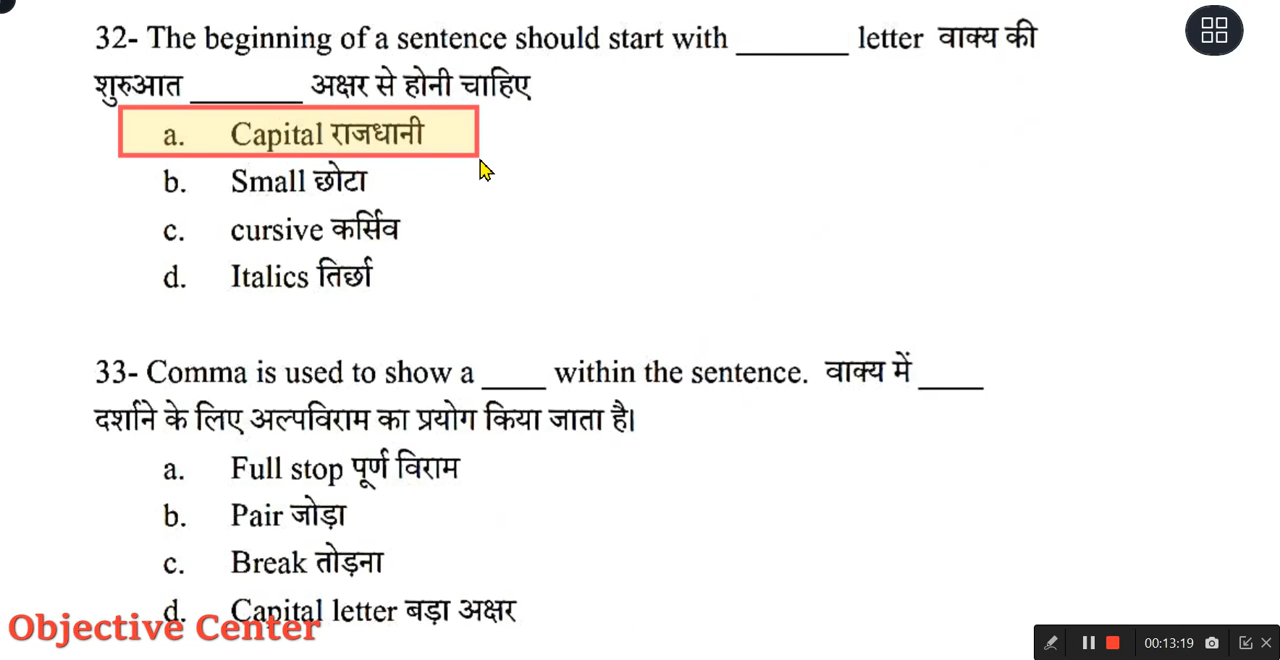 32- The beginning of a sentence should start with _______ letter वाक्य की
शुरुआत _______ अक्षर से होनी चाहिए
a. Capital राजधानी
b. Small छोटा
c. cursive कर्सिव
d. Italics तिर्छा
33- Comma is used to show a ____ within the sentence. वाक्य में ____
दर्शाने के लिए अल्पविराम का प्रयोग किया जाता है।
a. Full stop पूर्ण विराम
b. Pair जोड़ा
c. Break तोड़ना
d. Capital letter बड़ा अक्षर
Objective Center
00:13:19